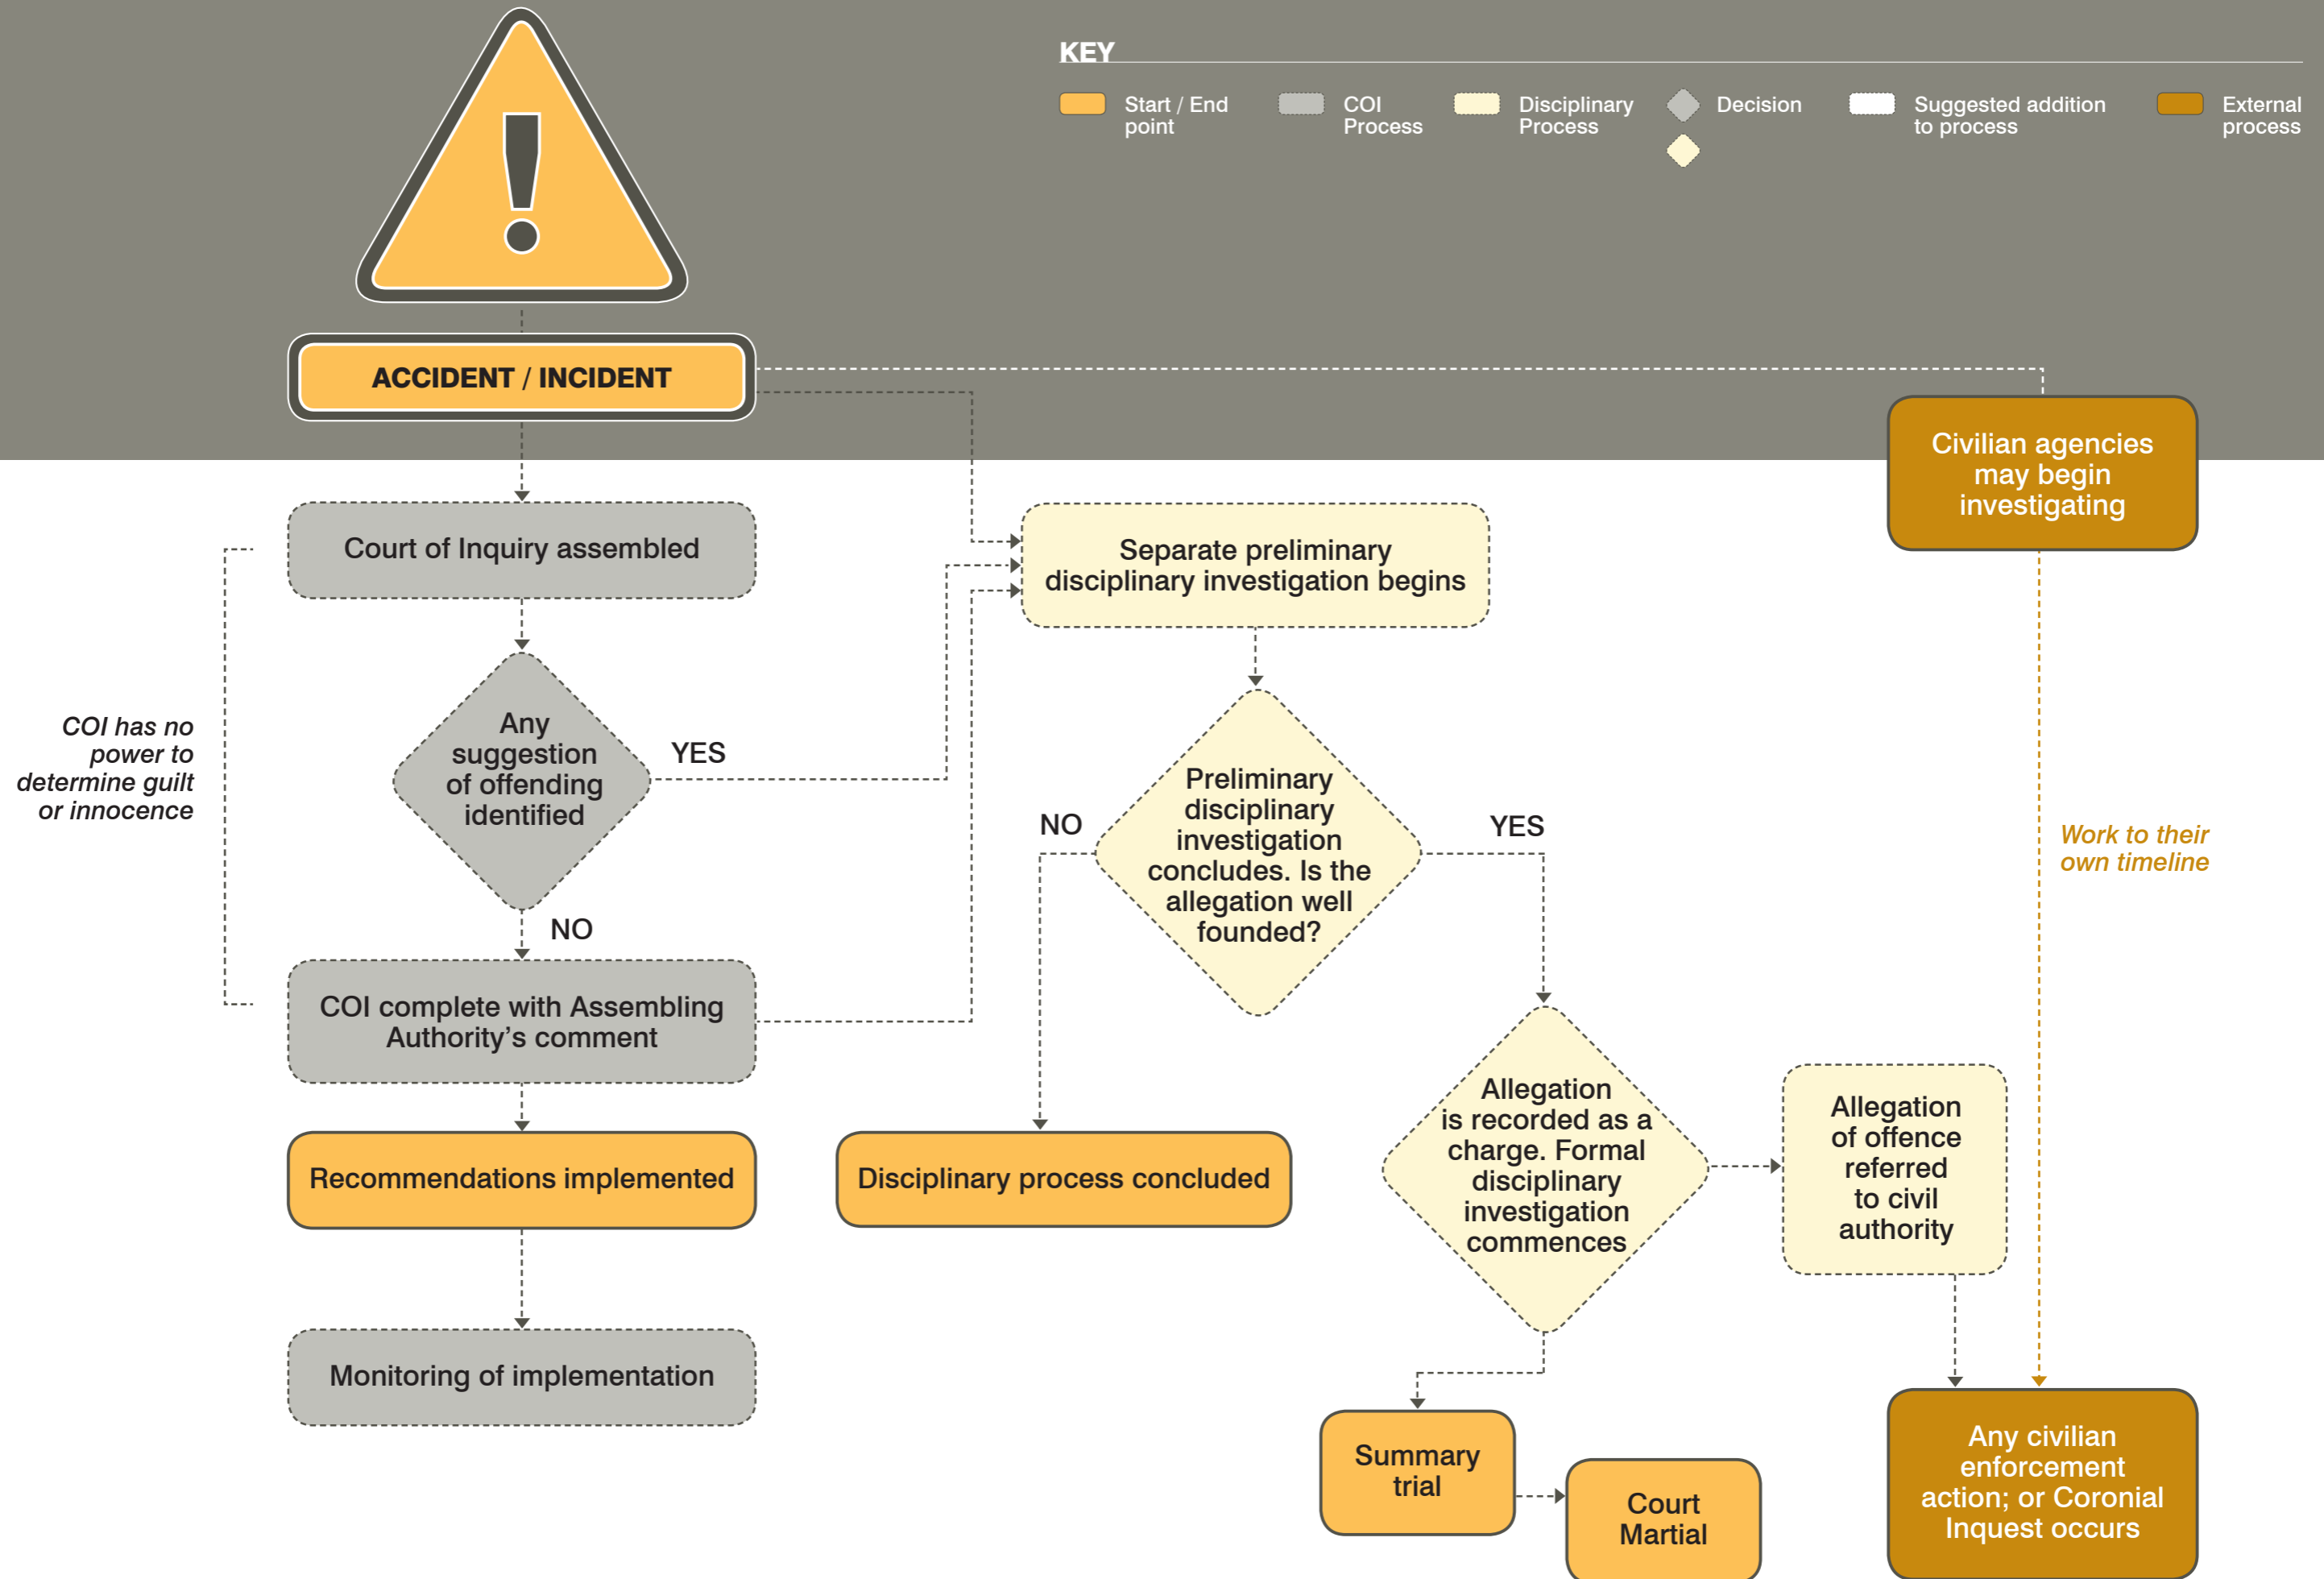 KEY
Start / End
point
COI
Process
Disciplinary
Process
Decision
Suggested addition
to process
External
process
!
ACCIDENT / INCIDENT
Civilian agencies
may begin
investigating
Court of Inquiry assembled
Separate preliminary
disciplinary investigation begins
COI has no
power to
determine guilt
or innocence
Any
suggestion
of offending
identified
YES
NO
Preliminary
disciplinary
investigation
concludes. Is the
allegation well
founded?
NO
YES
Work to their
own timeline
COI complete with Assembling
Authority’s comment
Allegation
is recorded as a
charge. Formal
disciplinary
investigation
commences
Allegation
of offence
referred
to civil
authority
Recommendations implemented
Disciplinary process concluded
Monitoring of implementation
Summary
trial
Court
Martial
Any civilian
enforcement
action; or Coronial
Inquest occurs